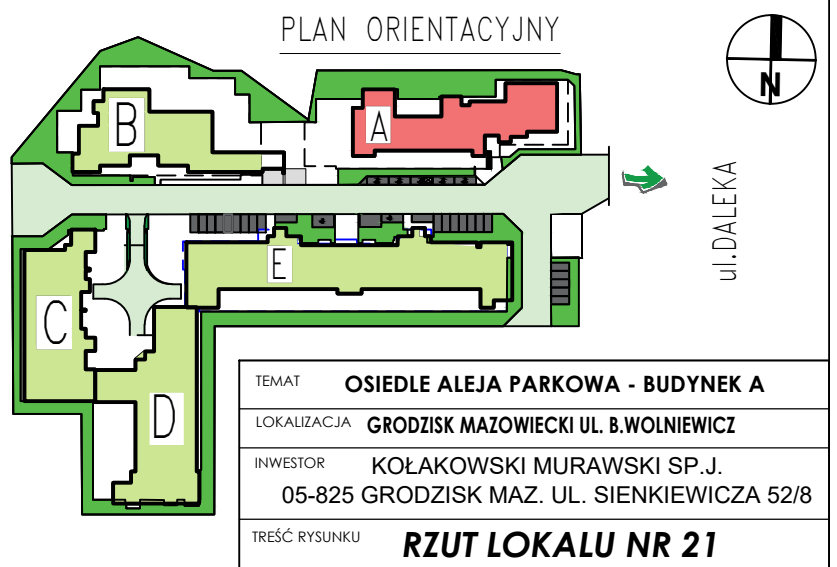 PLAN ORIENTACYJNY
N
B
A
ul.DALEKA
E
C
D
TEMAT OSIEDLE ALEJA PARKOWA - BUDYNEK A
LOKALIZACJA GRODZISK MAZOWIECKI UL. B.WOLNIEWICZ
INWESTOR KOŁAKOWSKI MURAWSKI SP.J.
05-825 GRODZISK MAZ. UL. SIENKIEWICZA 52/8
TREŚĆ RYSUNKU RZUT LOKALU NR 21